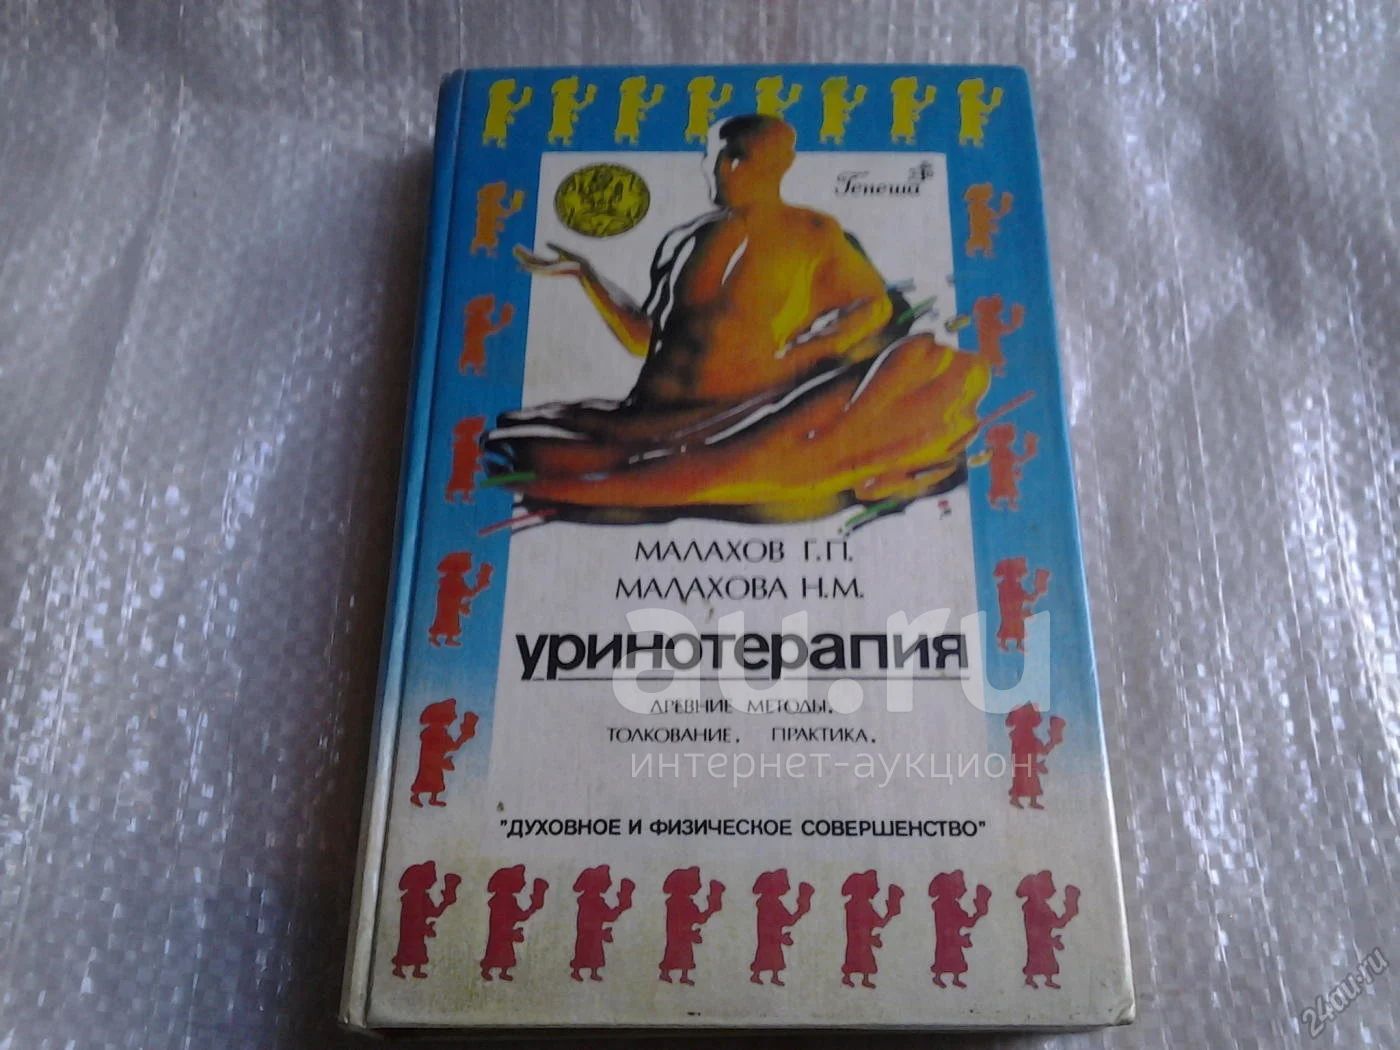 Генеша
МАЛАХОВ Г.П.
МАЛАХОВА Н.М.
au.ru
уринотерапия
ДРЕВНИЕ МЕТОДЫ.
ТОЛКОВАНИЕ. ПРАКТИКА.
интернет-аукцион
"ДУХОВНОЕ И ФИЗИЧЕСКОЕ СОВЕРШЕНСТВО"
24au.ru